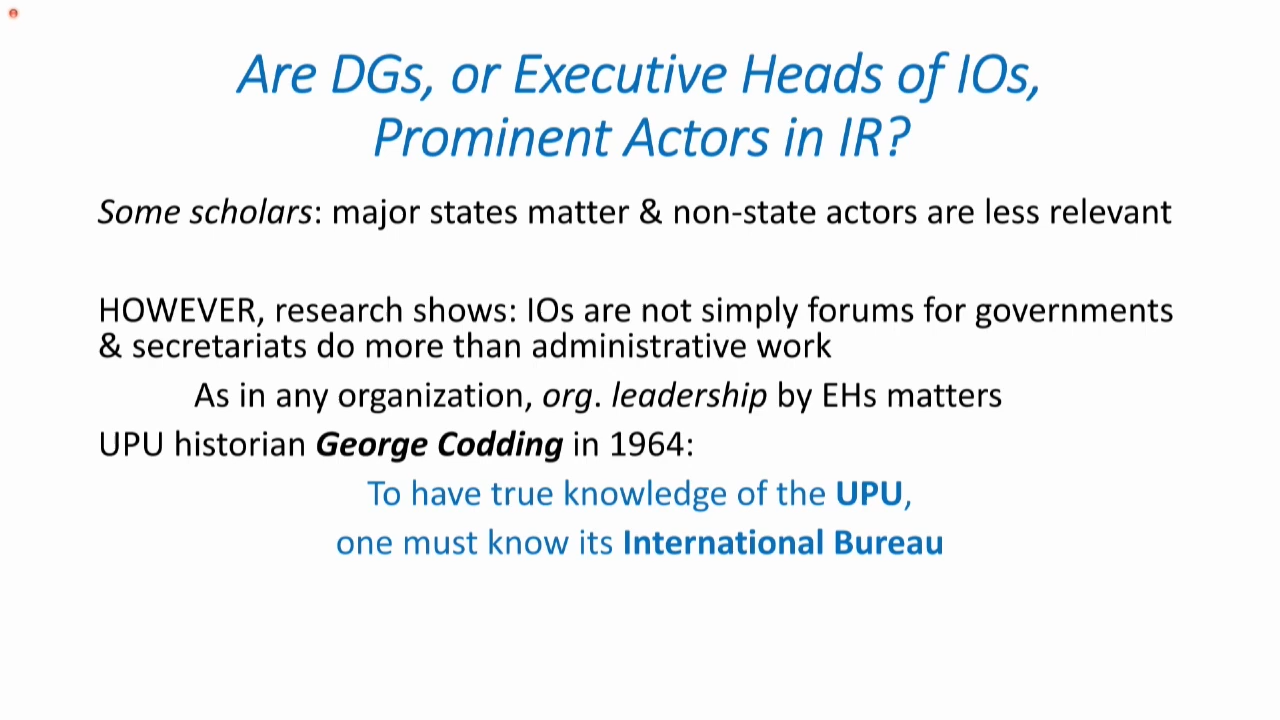 Are DGs, or Executive Heads of IOs,
Prominent Actors in IR?
Some scholars: major states matter & non-state actors are less relevant
HOWEVER, research shows: IOs are not simply forums for governments
& secretariats do more than administrative work
As in any organization, org. leadership by EHs matters
UPU historian George Codding in 1964:
To have true knowledge of the UPU,
one must know its International Bureau